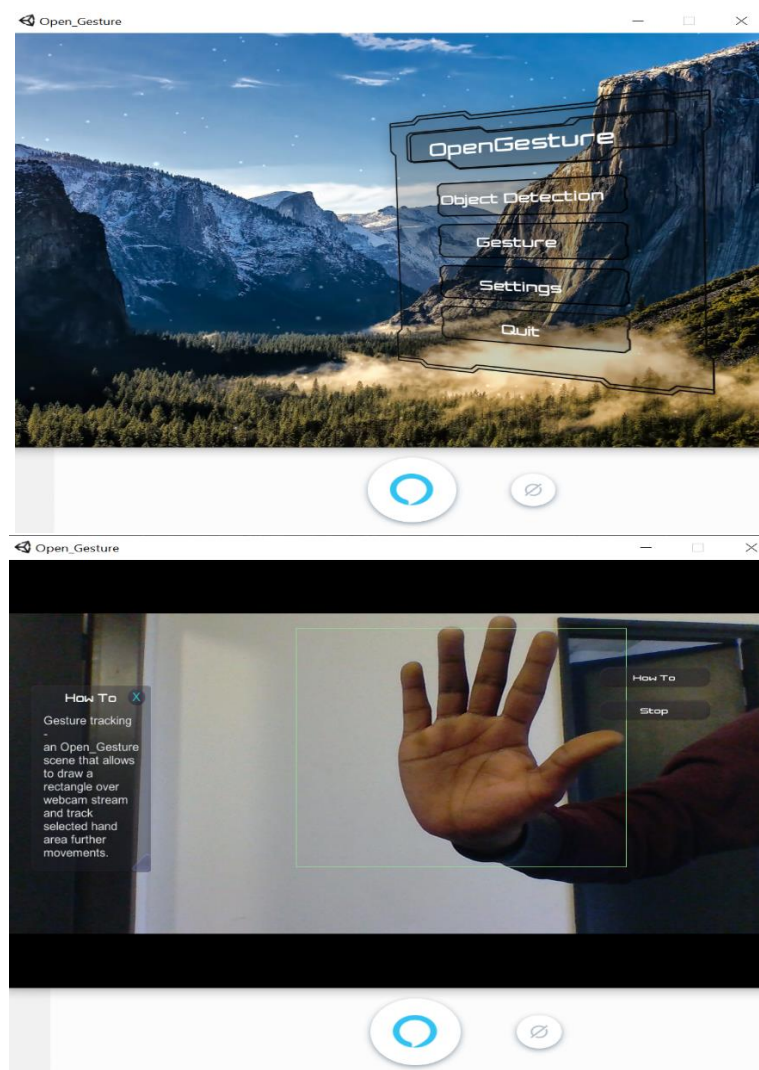 Open_Gesture
OpenGesture
Object Detection
Gesture
Settings
Quit
Open_Gesture
How To
X
Gesture tracking
-
an Open_Gesture
scene that allows
to draw a
rectangle over
webcam stream
and track
selected hand
area further
movements.
How To
Stop